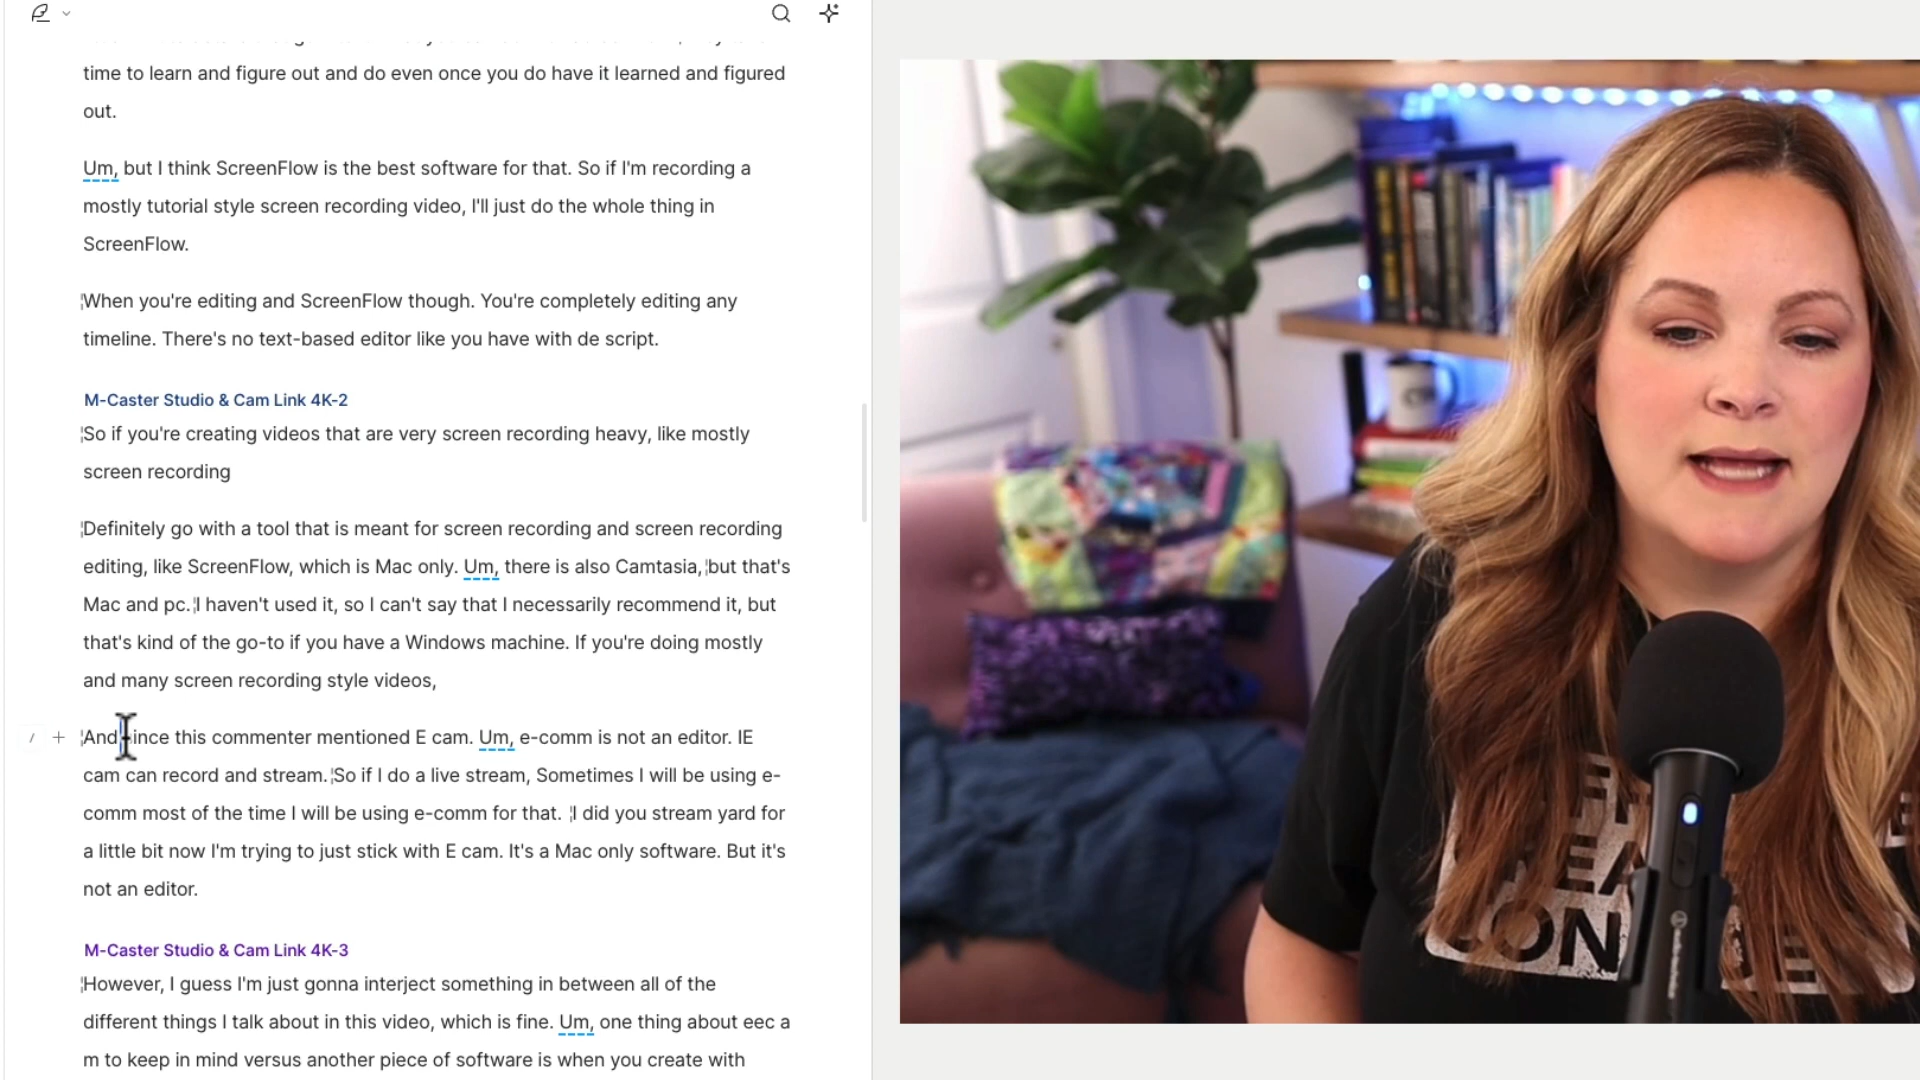 time to learn and figure out and do even once you do have it learned and figured
out.
Um, but I think ScreenFlow is the best software for that. So if I'm recording a
mostly tutorial style screen recording video, I'll just do the whole thing in
ScreenFlow.
When you're editing and ScreenFlow though. You're completely editing any
timeline. There's no text-based editor like you have with de script.
M-Caster Studio & Cam Link 4K-2
So if you're creating videos that are very screen recording heavy, like mostly
screen recording
Definitely go with a tool that is meant for screen recording and screen recording
editing, like ScreenFlow, which is Mac only. Um, there is also Camtasia, but that's
Mac and pc. I haven't used it, so I can't say that I necessarily recommend it, but
that's kind of the go-to if you have a Windows machine. If you're doing mostly
and many screen recording style videos,
And since this commenter mentioned E cam. Um, e-comm is not an editor. IE
cam can record and stream. So if I do a live stream, Sometimes I will be using e-
comm most of the time I will be using e-comm for that. I did you stream yard for
a little bit now I'm trying to just stick with E cam. It's a Mac only software. But it's
not an editor.
M-Caster Studio & Cam Link 4K-3
However, I guess I'm just gonna interject something in between all of the
different things I talk about in this video, which is fine. Um, one thing about eec a
m to keep in mind versus another piece of software is when you create with